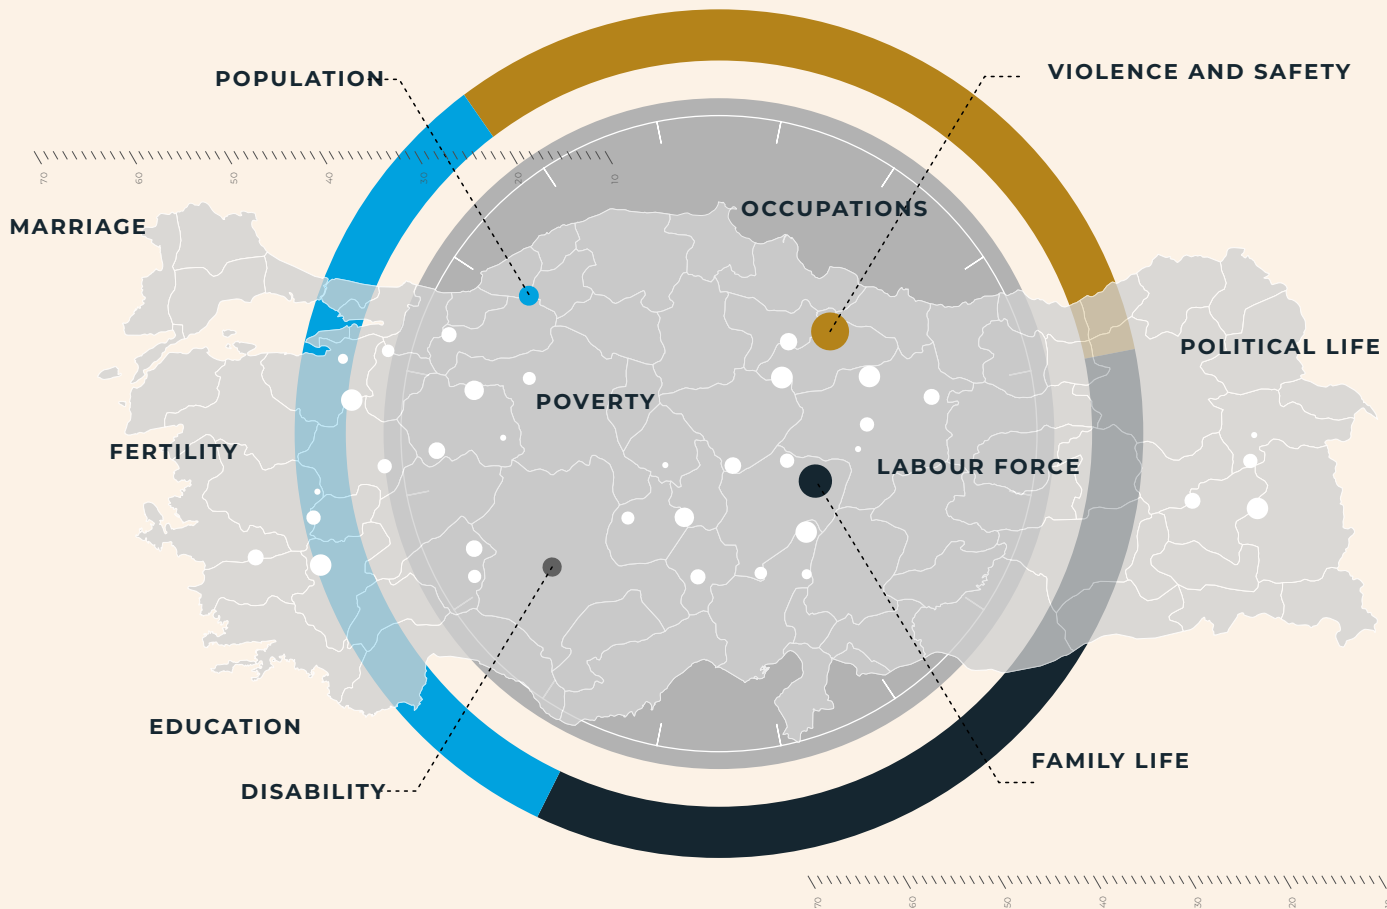 POPULATION
VIOLENCE AND SAFETY
70 60 50 40 30 20 10
MARRIAGE
OCCUPATIONS
POLITICAL LIFE
POVERTY
FERTILITY
LABOUR FORCE
EDUCATION
FAMILY LIFE
DISABILITY
70 60 50 40 30 20